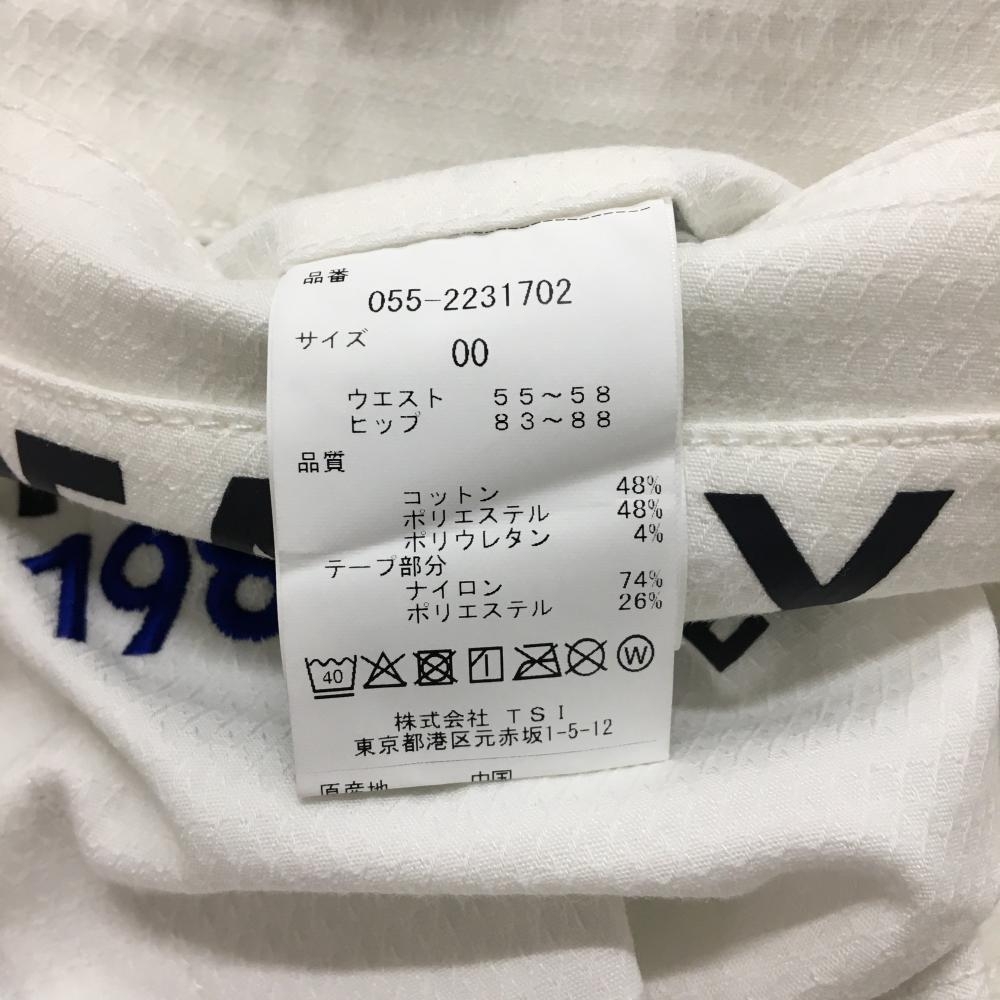 品番
055-2231702
サイズ
00
ウエスト 55～58
ヒップ 83～88
品質
コットン 48%
ポリエステル 48%
ポリウレタン 4%
テープ部分
ナイロン 74%
ポリエステル 26%
40
W
株式会社 TSI
東京都港区元赤坂1-5-12
原産地 中国
V
198